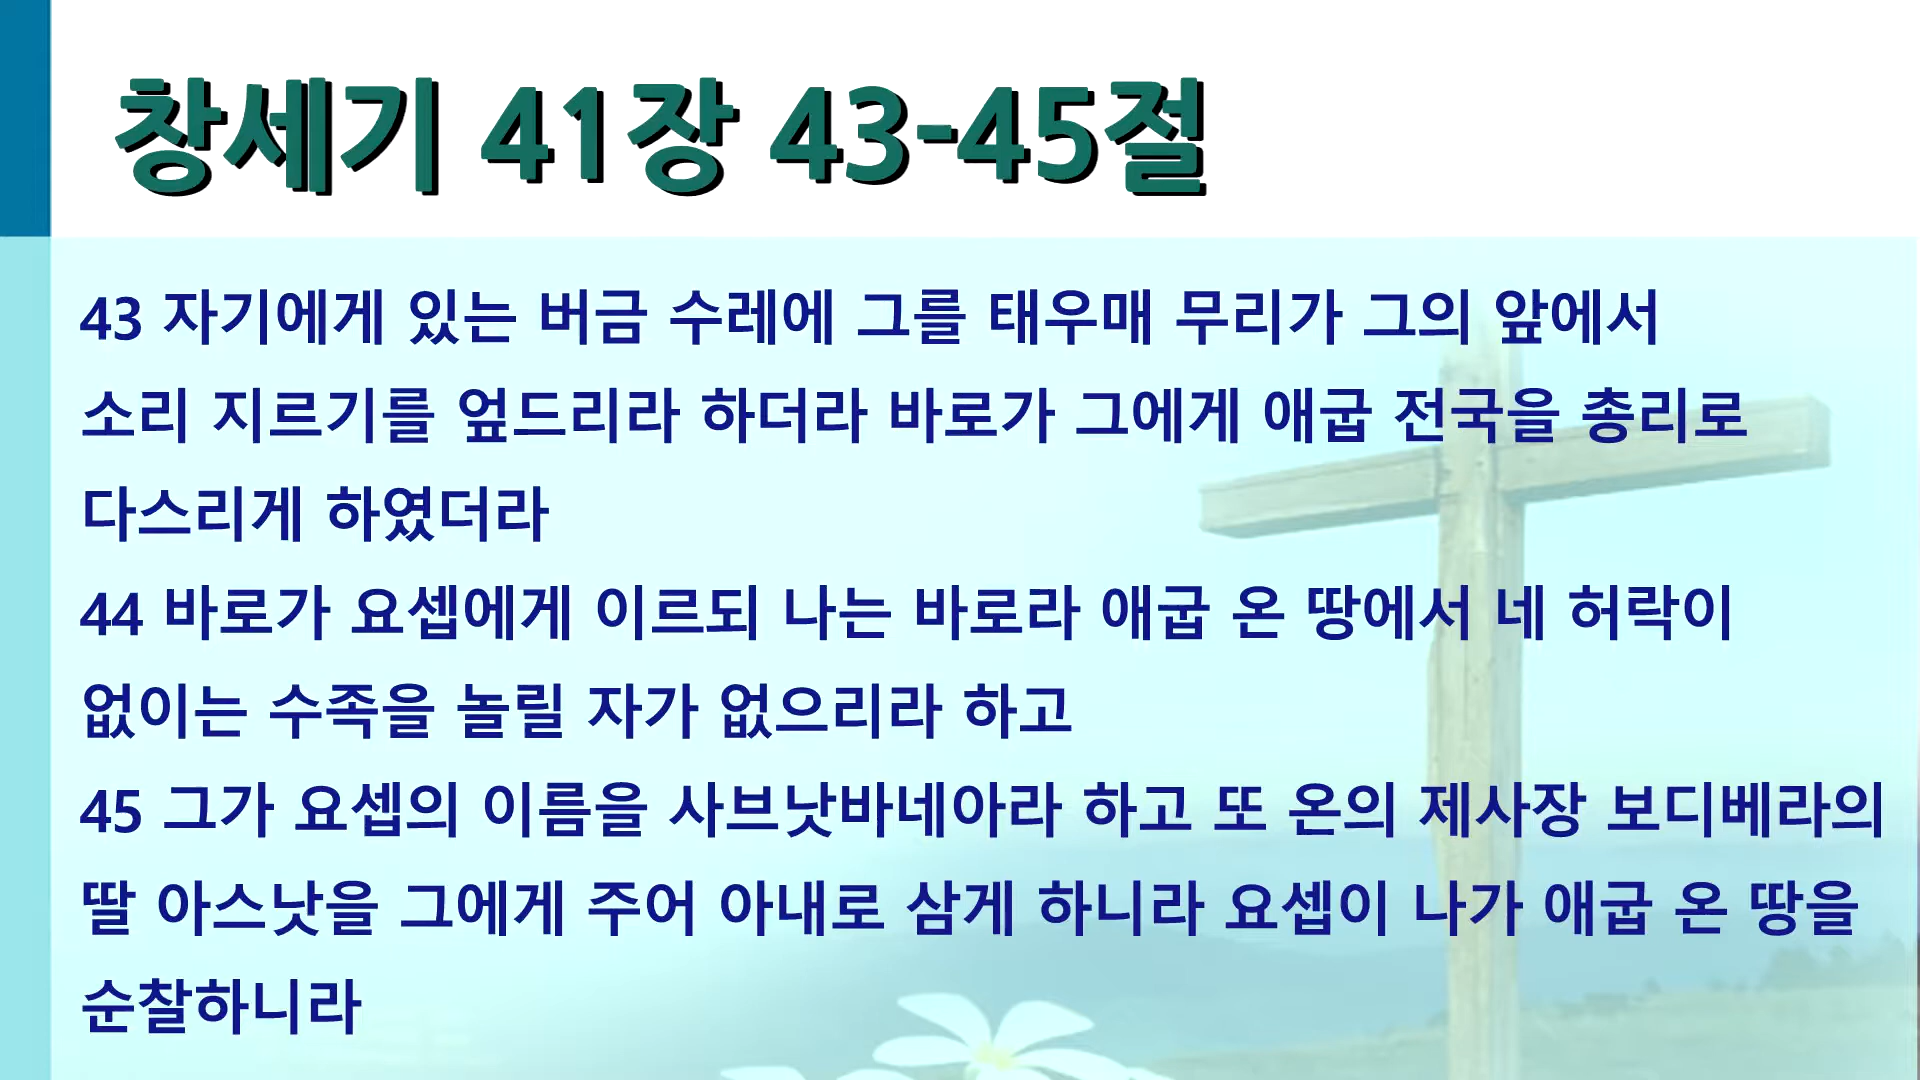 창세기 41장 43-45절
43 자기에게 있는 버금 수레에 그를 태우매 무리가 그의 앞에서
소리 지르기를 엎드리라 하더라 바로가 그에게 애굽 전국을 총리로
다스리게 하였더라
44 바로가 요셉에게 이르되 나는 바로라 애굽 온 땅에서 네 허락이
없이는 수족을 놀릴 자가 없으리라 하고
45 그가 요셉의 이름을 사브낫바네아라 하고 또 온의 제사장 보디베라의
딸 아스낫을 그에게 주어 아내로 삼게 하니라 요셉이 나가 애굽 온 땅을
순찰하니라